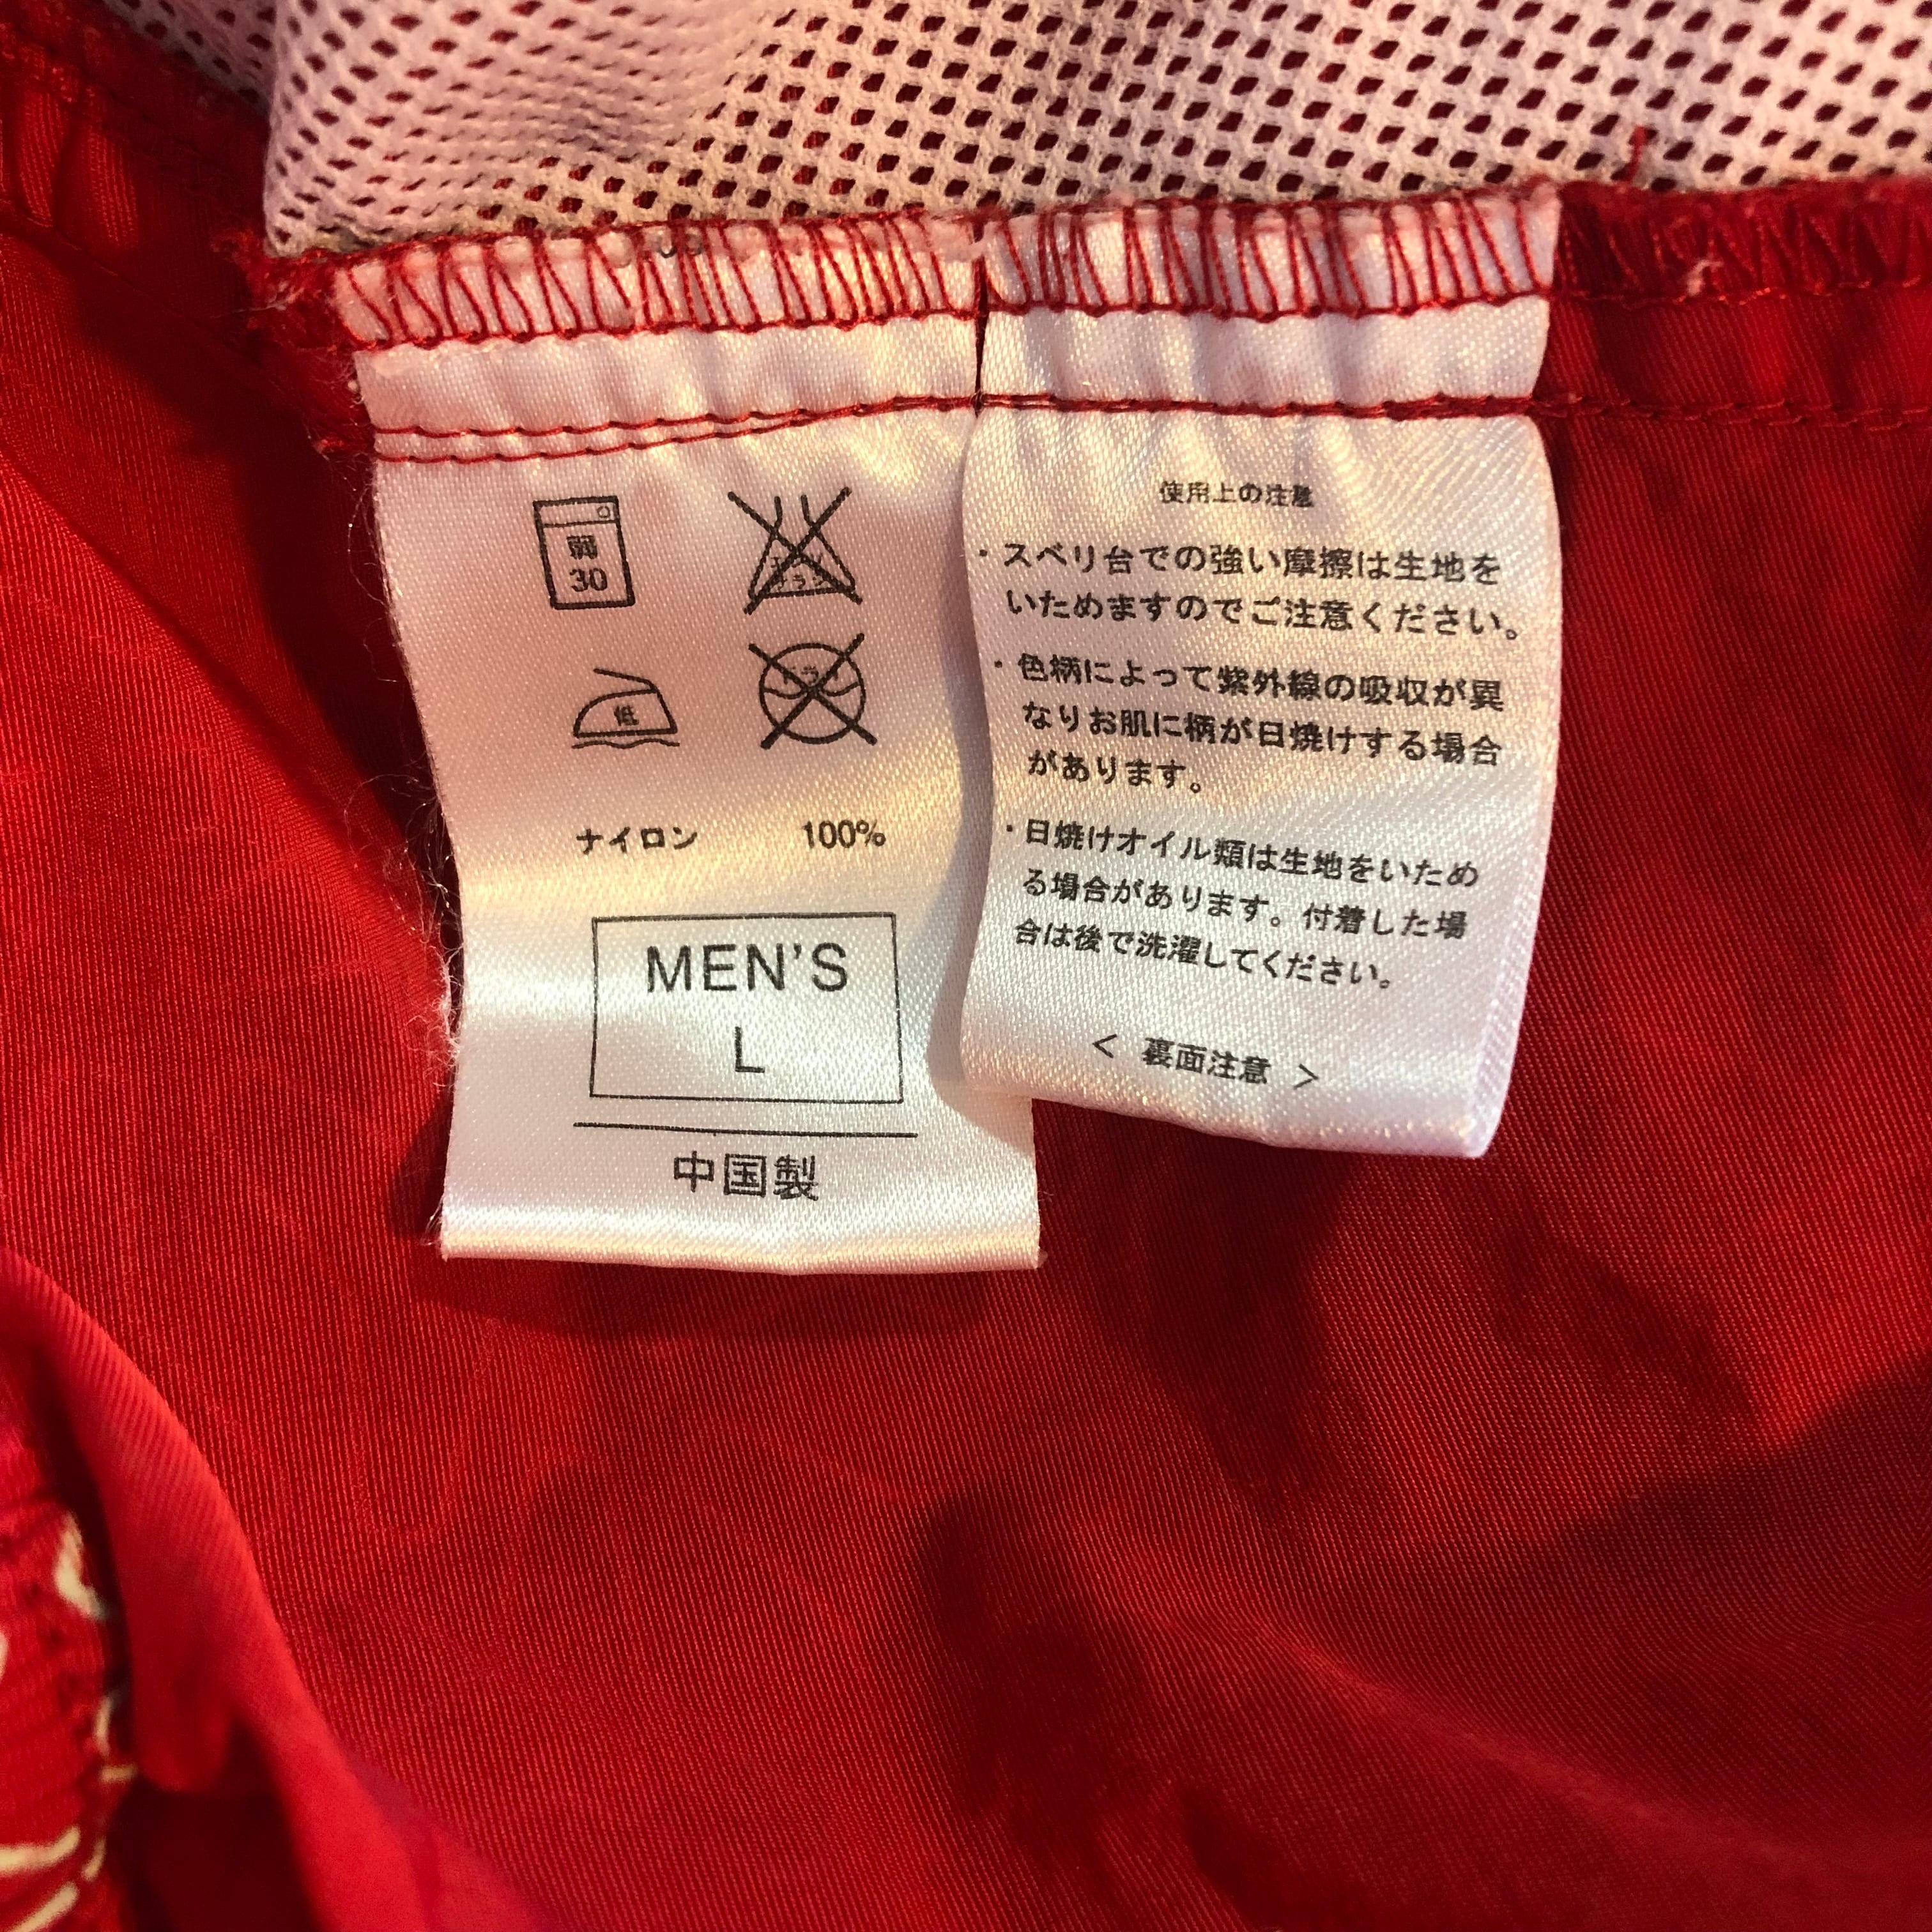 弱
30
低
ナイロン 100%
MEN'S
L
中国製
使用上の注意
・スベリ台での強い摩擦は生地を
いためますのでご注意ください。
・色柄によって紫外線の吸収が異
なりお肌に柄が日焼けする場合
があります。
・日焼けオイル類は生地をいため
る場合があります。付着した場
合は後で洗濯してください。
< 裏面注意 >